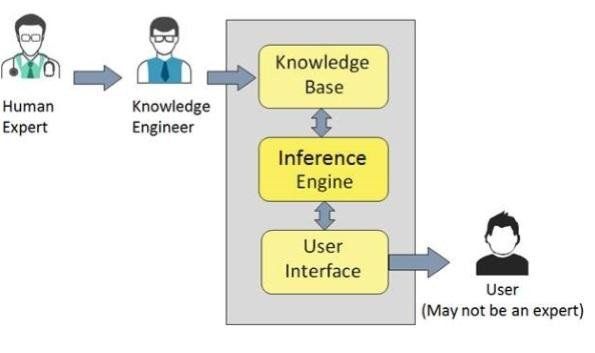 Human
Expert
Knowledge
Engineer
Knowledge
Base
Inference
Engine
User
Interface
User
(May not be an expert)